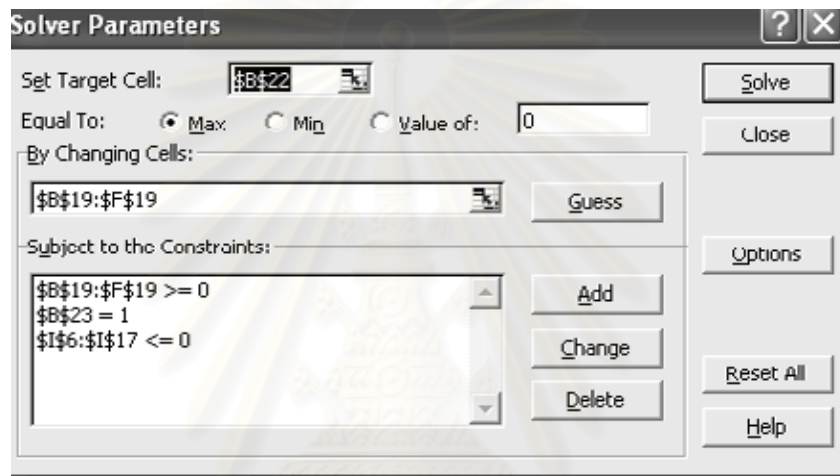 Solver Parameters
Set Target Cell: $B$22
Solve
Equal To: Max Min Value of: 0
Close
By Changing Cells:
$B$19:$F$19
Guess
Subject to the Constraints:
Options
$B$19:$F$19 >= 0
Add
$B$23 = 1
$I$6:$I$17 <= 0
Change
Reset All
Delete
Help